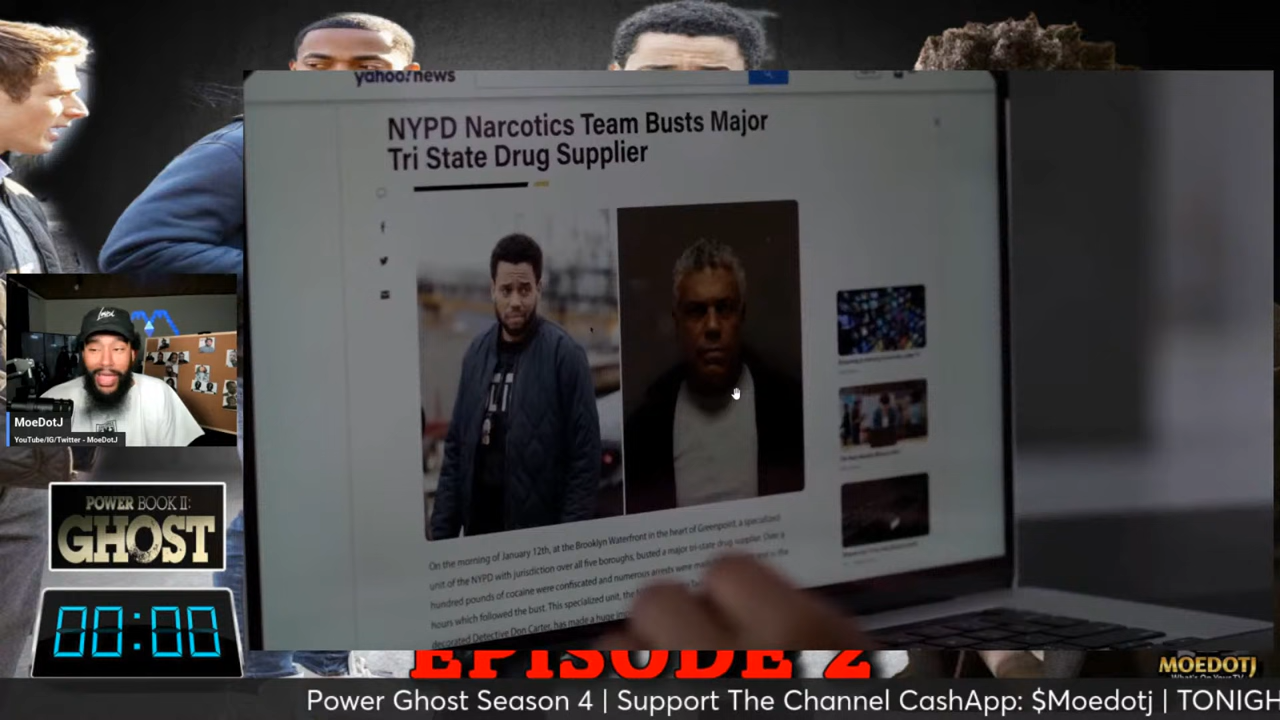 yahoo!news
NYPD Narcotics Team Busts Major
Tri State Drug Supplier
On the morning of January 12th, at the Brooklyn Waterfront in the heart of Greenpoint, a specialized
unit of the NYPD with jurisdiction over all five boroughs, busted a major tri-state drug supplier. Over a
hundred pounds of cocaine were confiscated and numerous arrests were
hours which followed the bust. This specialized unit, the
decorated Detective Don Carter, has made a huge
MoeDotJ
YouTube/IG/Twitter - MoeDotJ
POWER BOOK II:
GHOST
00:00
EPISODE 2
MOEDOTJ
What's On Your TV
Power Ghost Season 4 | Support The Channel CashApp: $Moedotj | TONIGH